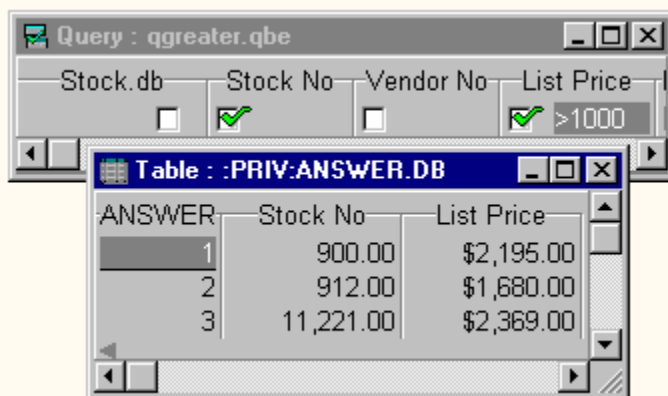 Query : qgreater.qbe
Stock.db Stock No Vendor No List Price
>1000
Table : :PRIV:ANSWER.DB
ANSWER Stock No List Price
1 900.00 $2,195.00
2 912.00 $1,680.00
3 11,221.00 $2,369.00